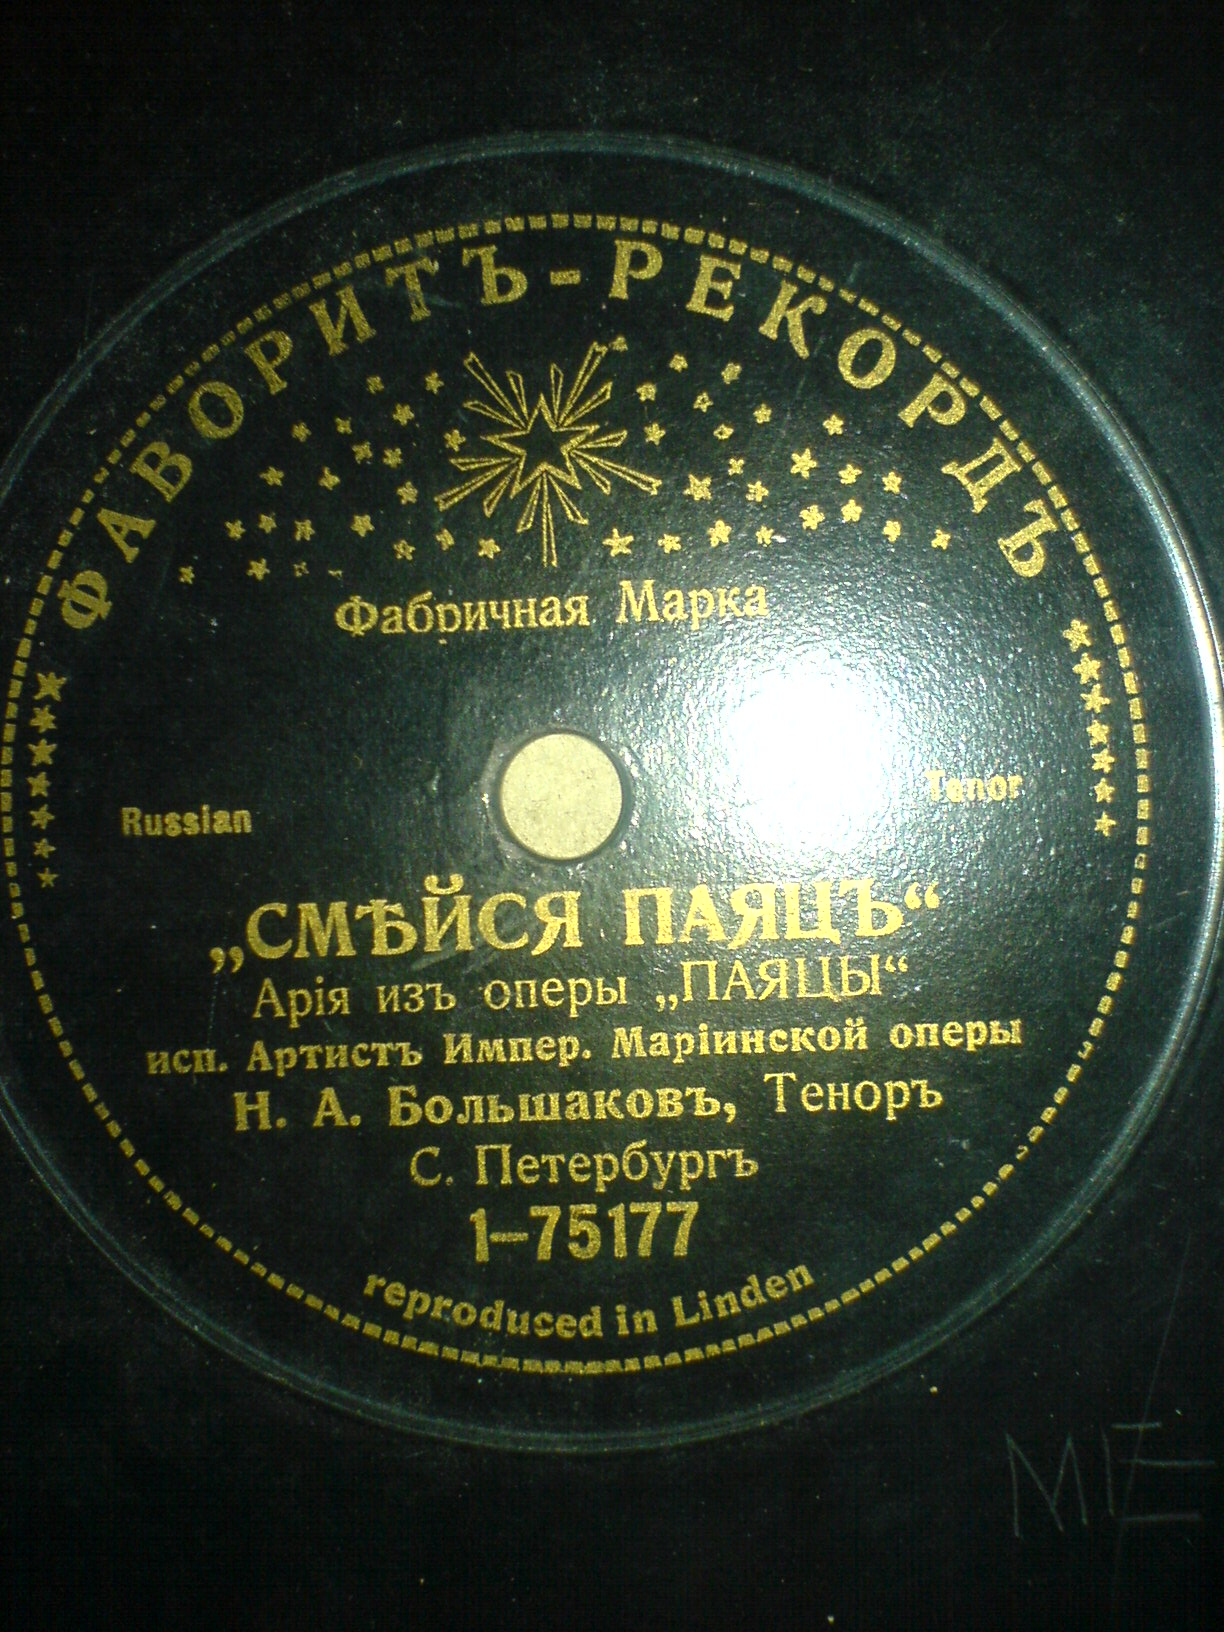 ФАВОРИТЪ-РЕКОРДЪ
Фабричная Марка
Russian
Tenor
„СМѢЙСЯ ПАЯЦЪ“
Арія изъ оперы „ПАЯЦЫ“
исп. Артистъ Импер. Маріинской оперы
Н. А. Большаковъ, Теноръ
С. Петербургъ
1-75177
reproduced in Linden
ME